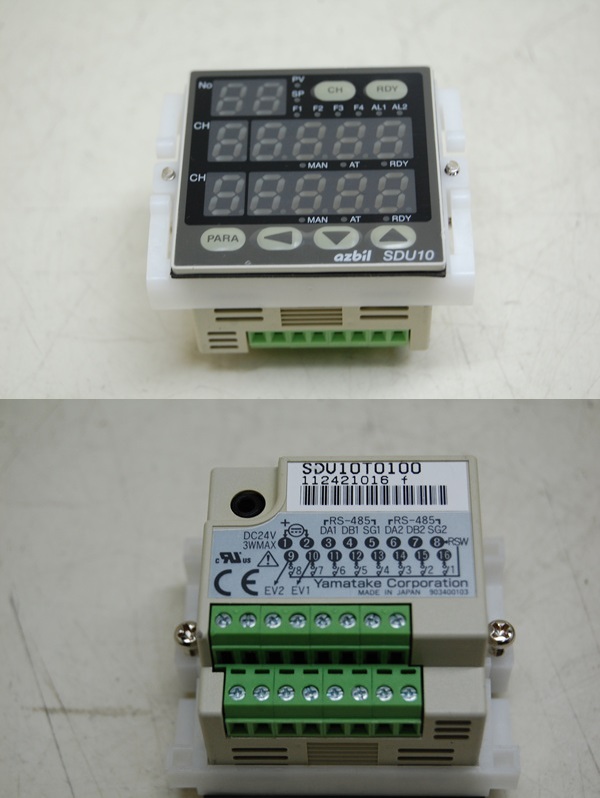 No
PV
SP
CH
RDY
F1 F2 F3 F4 AL1 AL2
CH
MAN AT RDY
CH
MAN AT RDY
PARA
azbil SDU10
SDU10T0100
112421016 f
RS-485 RS-485
DC24V + DA1 DB1 SG1 DA2 DB2 SG2
3WMAX 1 2 3 4 5 6 7 8 RSW
9 10 11 12 13 14 15 16
c US 8 7 6 5 4 3 2 1
CE EV2 EV1 Yamatake Corporation
MADE IN JAPAN 903400103